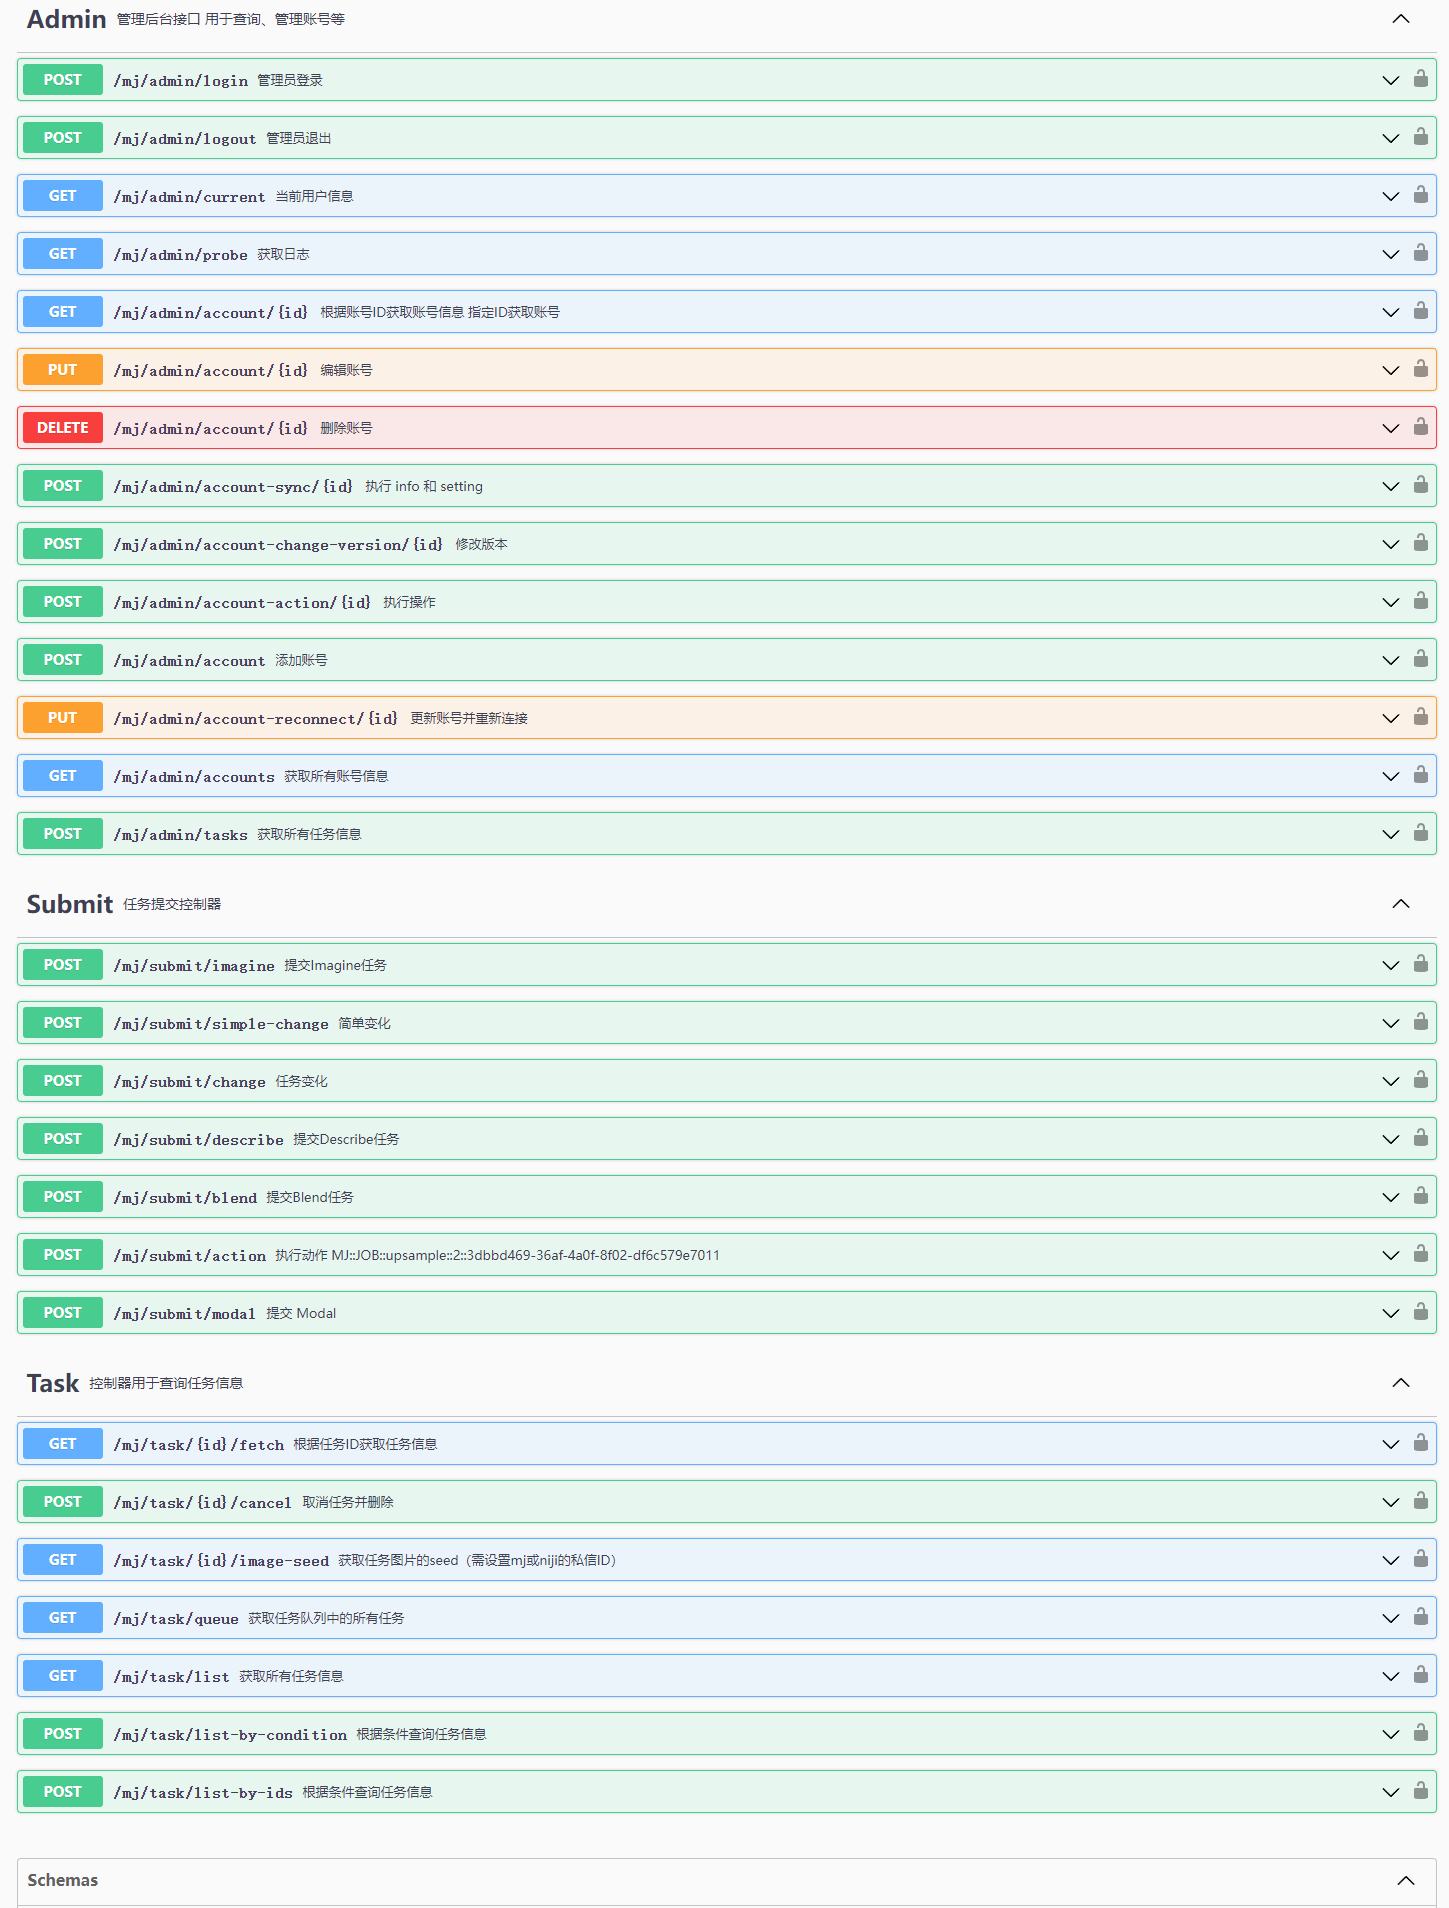 Admin 管理后台接口 用于查询、管理账号等
POST /mj/admin/login 管理员登录
POST /mj/admin/logout 管理员退出
GET /mj/admin/current 当前用户信息
GET /mj/admin/probe 获取日志
GET /mj/admin/account/{id} 根据账号ID获取账号信息 指定ID获取账号
PUT /mj/admin/account/{id} 编辑账号
DELETE /mj/admin/account/{id} 删除账号
POST /mj/admin/account-sync/{id} 执行 info 和 setting
POST /mj/admin/account-change-version/{id} 修改版本
POST /mj/admin/account-action/{id} 执行操作
POST /mj/admin/account 添加账号
PUT /mj/admin/account-reconnect/{id} 更新账号并重新连接
GET /mj/admin/accounts 获取所有账号信息
POST /mj/admin/tasks 获取所有任务信息
Submit 任务提交控制器
POST /mj/submit/imagine 提交Imagine任务
POST /mj/submit/simple-change 简单变化
POST /mj/submit/change 任务变化
POST /mj/submit/describe 提交Describe任务
POST /mj/submit/blend 提交Blend任务
POST /mj/submit/action 执行动作 MJ::JOB::upsample::2::3dbbd469-36af-4a0f-8f02-df6c579e7011
POST /mj/submit/modal 提交 Modal
Task 控制器用于查询任务信息
GET /mj/task/{id}/fetch 根据任务ID获取任务信息
POST /mj/task/{id}/cancel 取消任务并删除
GET /mj/task/{id}/image-seed 获取任务图片的seed（需设置mj或niji的私信ID）
GET /mj/task/queue 获取任务队列中的所有任务
GET /mj/task/list 获取所有任务信息
POST /mj/task/list-by-condition 根据条件查询任务信息
POST /mj/task/list-by-ids 根据条件查询任务信息
Schemas